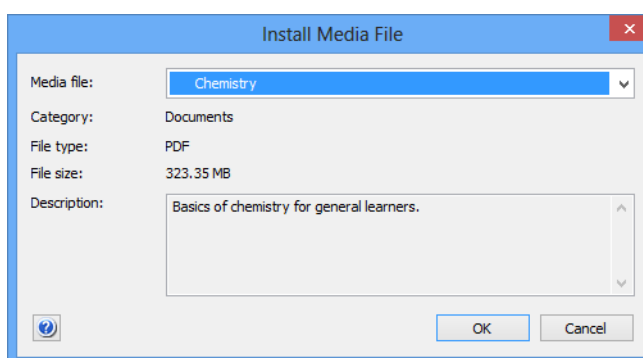 Install Media File
Media file: Chemistry
Category: Documents
File type: PDF
File size: 323.35 MB
Description: Basics of chemistry for general learners.
OK Cancel